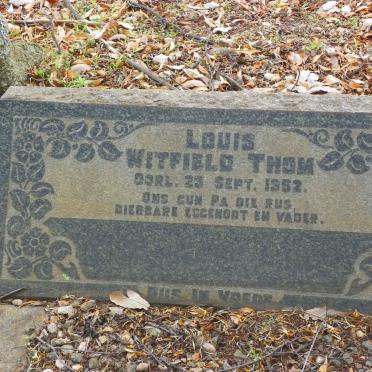 LOUIS
WITFIELD THOM
OORL. 23 SEPT. 1952.
ONS GUN PA DIE RUS,
DIERBARE EGGENOOT EN VADER.
RUS IN VREDE